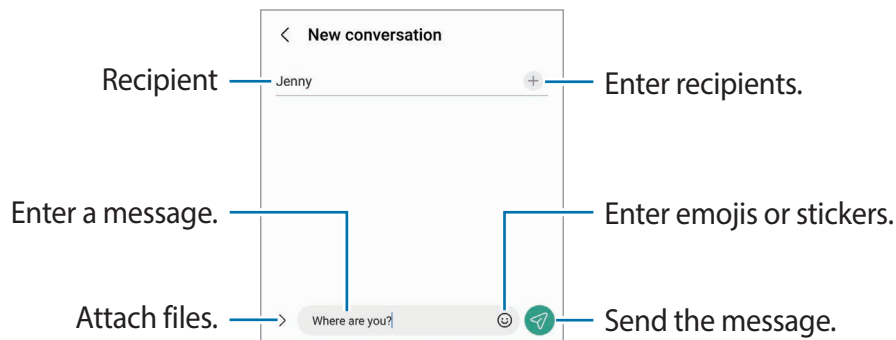 New conversation
Recipient
Jenny
Enter recipients.
Enter a message.
Enter emojis or stickers.
Attach files.
Where are you?
Send the message.